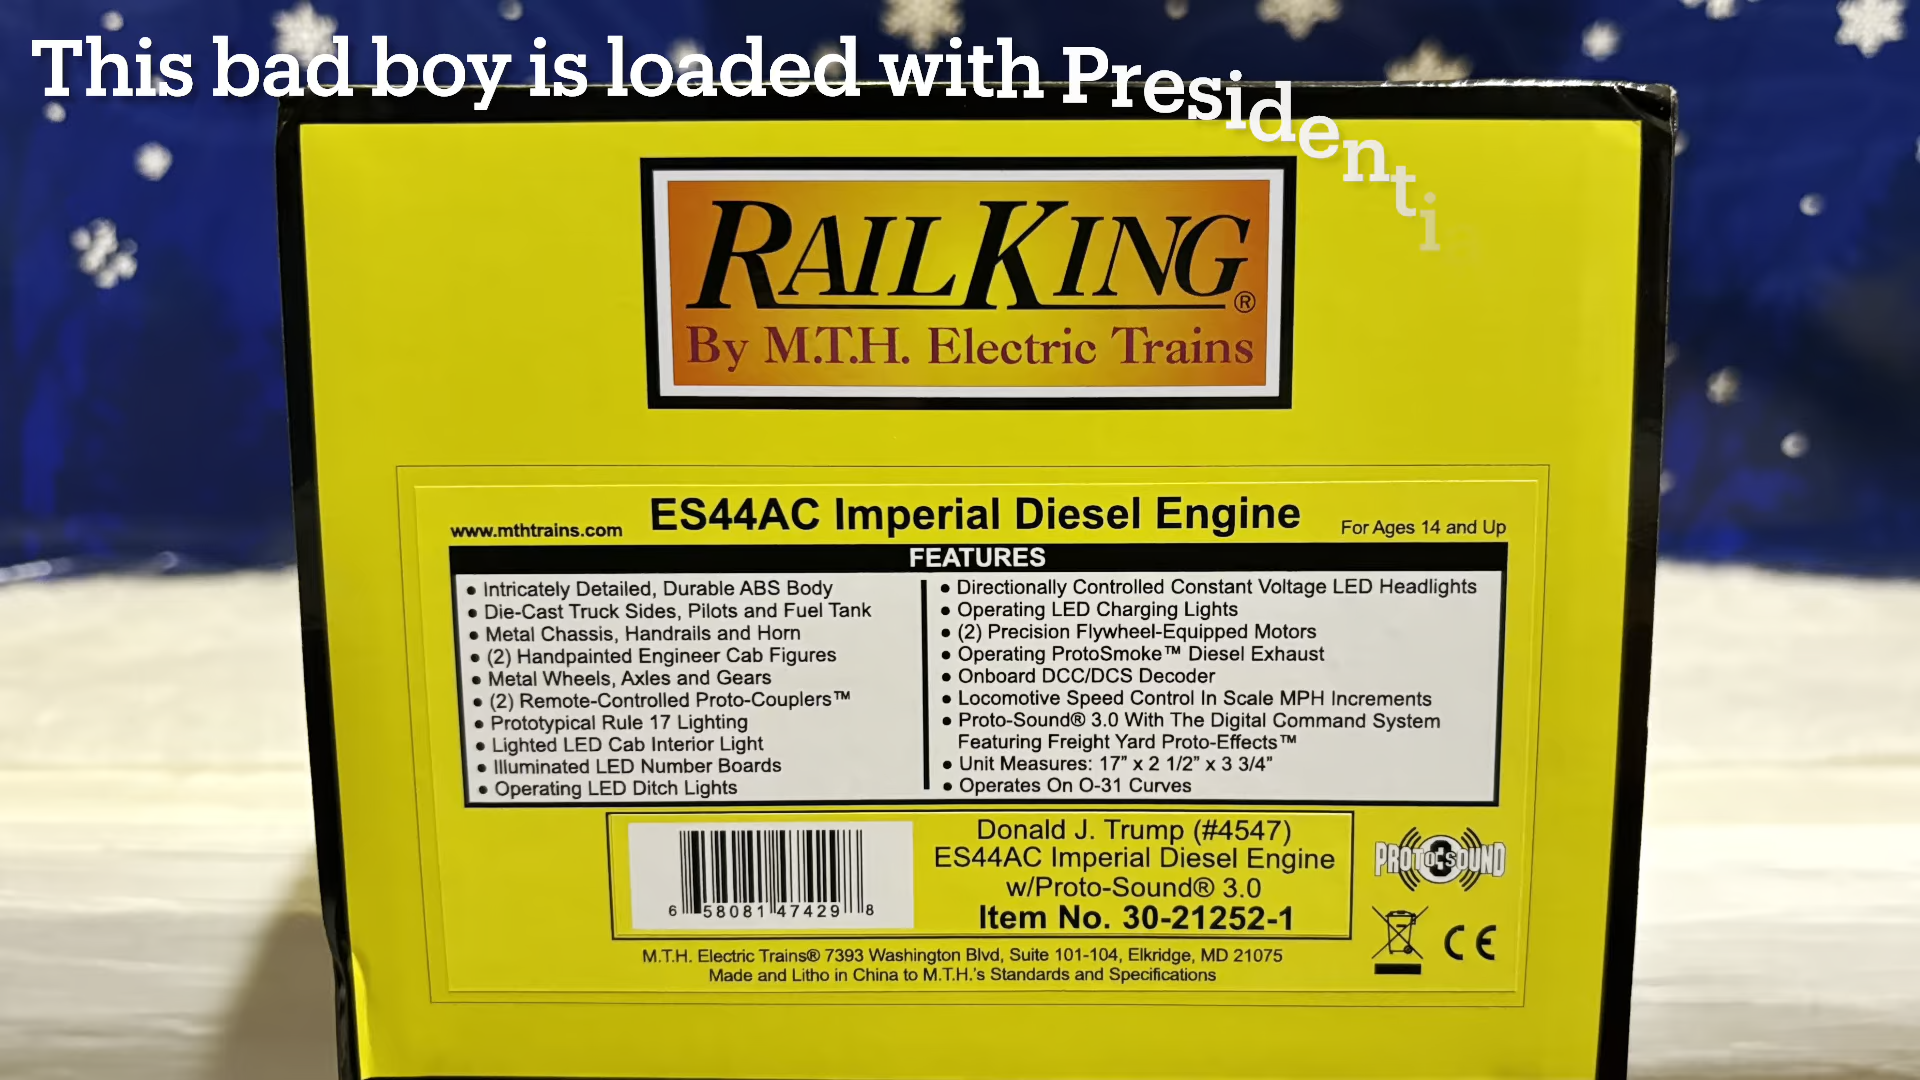 This bad boy is loaded with Presidentia
RAILKING®
By M.T.H. Electric Trains
www.mthtrains.com
ES44AC Imperial Diesel Engine
For Ages 14 and Up
FEATURES
• Intricately Detailed, Durable ABS Body
• Die-Cast Truck Sides, Pilots and Fuel Tank
• Metal Chassis, Handrails and Horn
• (2) Handpainted Engineer Cab Figures
• Metal Wheels, Axles and Gears
• (2) Remote-Controlled Proto-Couplers™
• Prototypical Rule 17 Lighting
• Lighted LED Cab Interior Light
• Illuminated LED Number Boards
• Operating LED Ditch Lights
• Directionally Controlled Constant Voltage LED Headlights
• Operating LED Charging Lights
• (2) Precision Flywheel-Equipped Motors
• Operating ProtoSmoke™ Diesel Exhaust
• Onboard DCC/DCS Decoder
• Locomotive Speed Control In Scale MPH Increments
• Proto-Sound® 3.0 With The Digital Command System
Featuring Freight Yard Proto-Effects™
• Unit Measures: 17” x 2 1/2” x 3 3/4”
• Operates On O-31 Curves
6 58081 47429 8
Donald J. Trump (#4547)
ES44AC Imperial Diesel Engine
w/Proto-Sound® 3.0
Item No. 30-21252-1
PROTO 3 SOUND
CE
M.T.H. Electric Trains® 7393 Washington Blvd, Suite 101-104, Elkridge, MD 21075
Made and Litho in China to M.T.H.'s Standards and Specifications